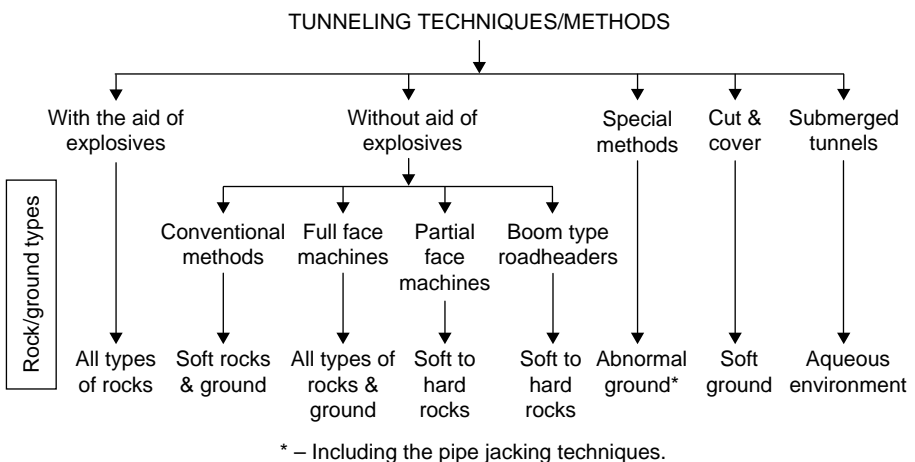 TUNNELING TECHNIQUES/METHODS
With the aid of
explosives
Without aid of
explosives
Special
methods
Cut &
cover
Submerged
tunnels
Rock/ground types
Conventional
methods
Full face
machines
Partial
face
machines
Boom type
roadheaders
All types
of rocks
Soft rocks
& ground
All types of
rocks &
ground
Soft to
hard
rocks
Soft to
hard
rocks
Abnormal
ground*
Soft
ground
Aqueous
environment
* – Including the pipe jacking techniques.